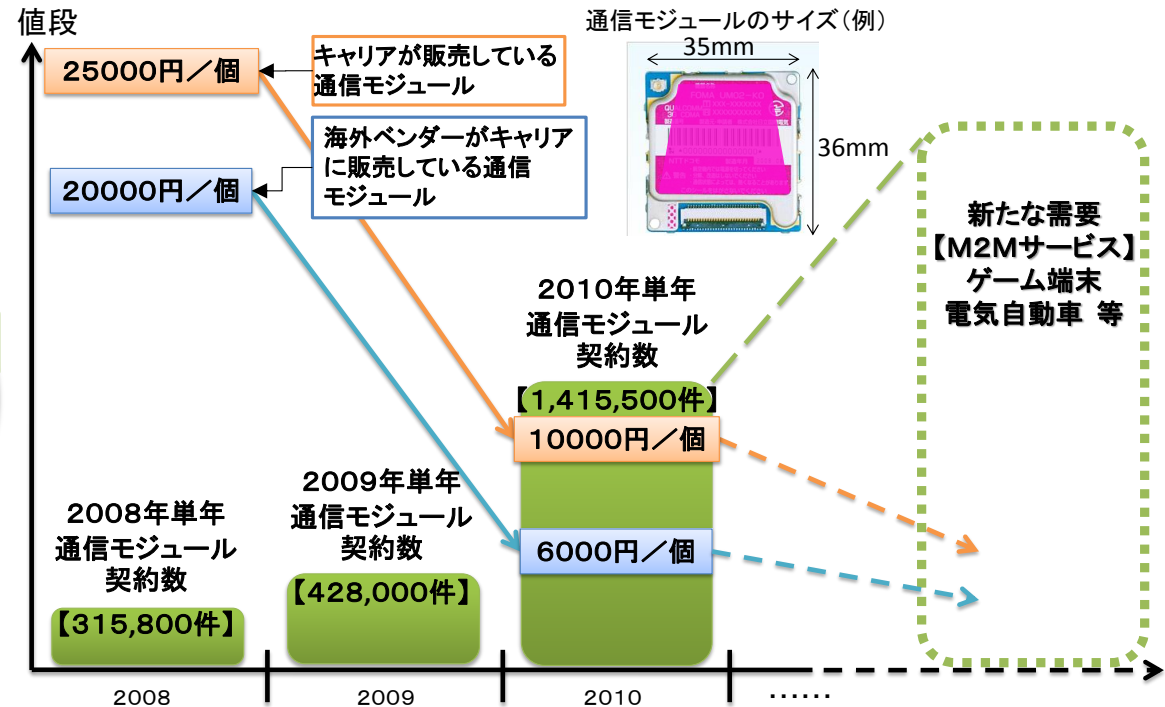 値段
通信モジュールのサイズ（例）
35mm
36mm
25000円／個
キャリアが販売している
通信モジュール
海外ベンダーがキャリア
に販売している通信
モジュール
20000円／個
新たな需要
【M2Mサービス】
ゲーム端末
電気自動車 等
2010年単年
通信モジュール
契約数
【1,415,500件】
10000円／個
6000円／個
2009年単年
通信モジュール
契約数
【428,000件】
2008年単年
通信モジュール
契約数
【315,800件】
2008
2009
2010
……